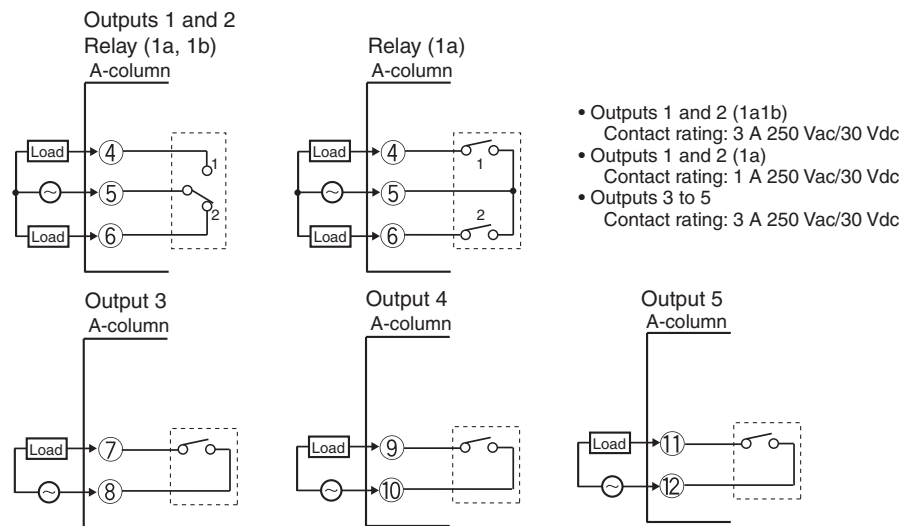 Outputs 1 and 2
Relay (1a, 1b)
A-column
Load
4
1
~
5
2
Load
6
Relay (1a)
A-column
Load
4
1
~
5
2
Load
6
• Outputs 1 and 2 (1a1b)
Contact rating: 3 A 250 Vac/30 Vdc
• Outputs 1 and 2 (1a)
Contact rating: 1 A 250 Vac/30 Vdc
• Outputs 3 to 5
Contact rating: 3 A 250 Vac/30 Vdc
Output 3
A-column
Load
7
~
8
Output 4
A-column
Load
9
~
10
Output 5
A-column
Load
11
~
12